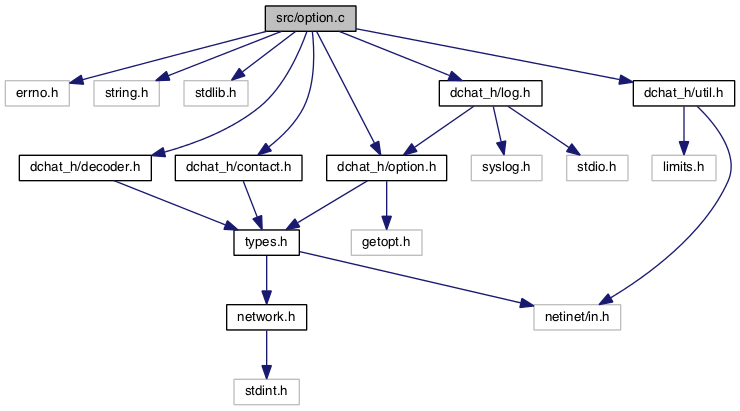 src/option.c
errno.h
string.h
stdlib.h
dchat_h/log.h
dchat_h/util.h
dchat_h/decoder.h
dchat_h/contact.h
dchat_h/option.h
syslog.h
stdio.h
limits.h
types.h
getopt.h
network.h
netinet/in.h
stdint.h